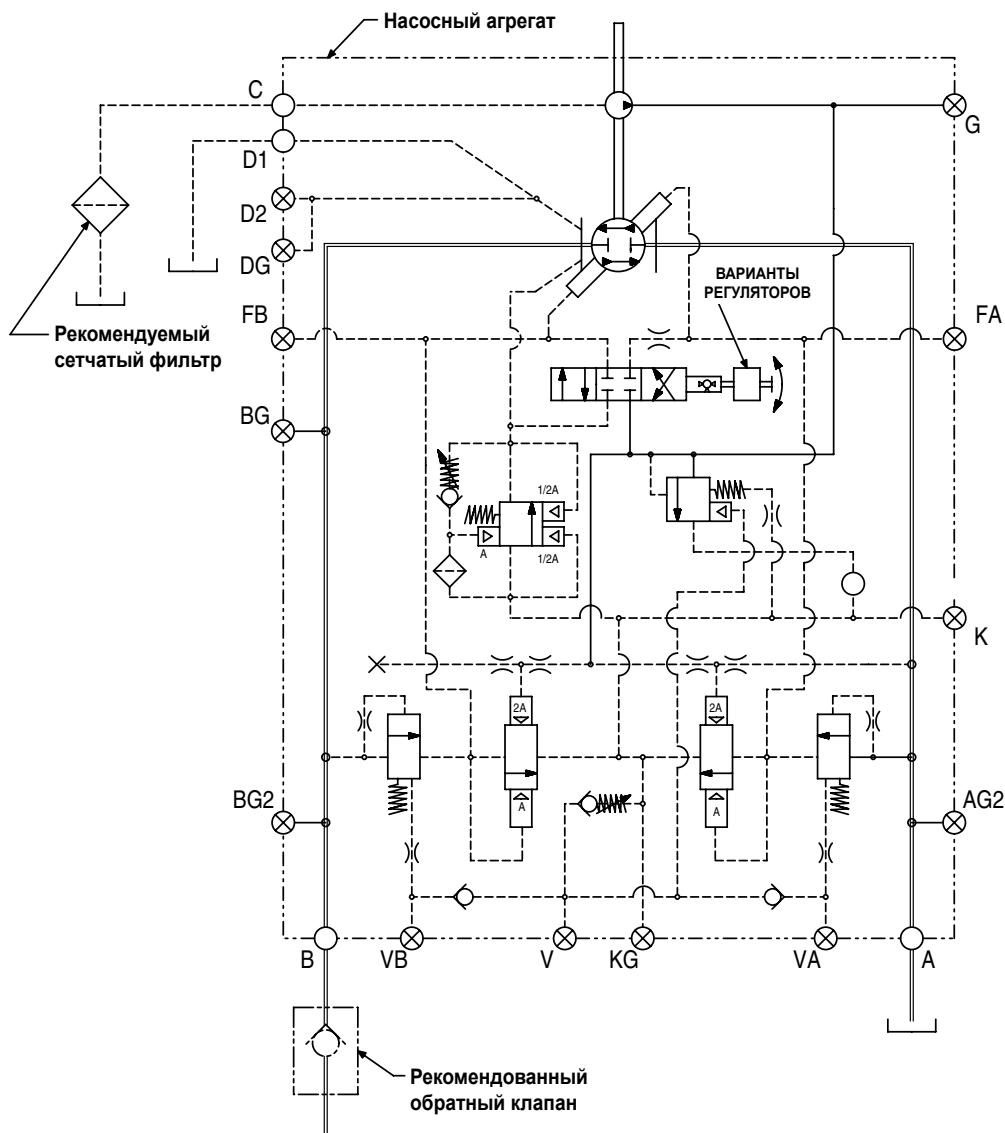 Насосный агрегат
C
G
D1
D2
DG
ВАРИАНТЫ
РЕГУЛЯТОРОВ
FB
FA
Рекомендуемый
сетчатый фильтр
BG
1/2A
A
1/2A
K
2A
2A
BG2
AG2
A
A
B
VB
V
KG
VA
A
Рекомендованный
обратный клапан